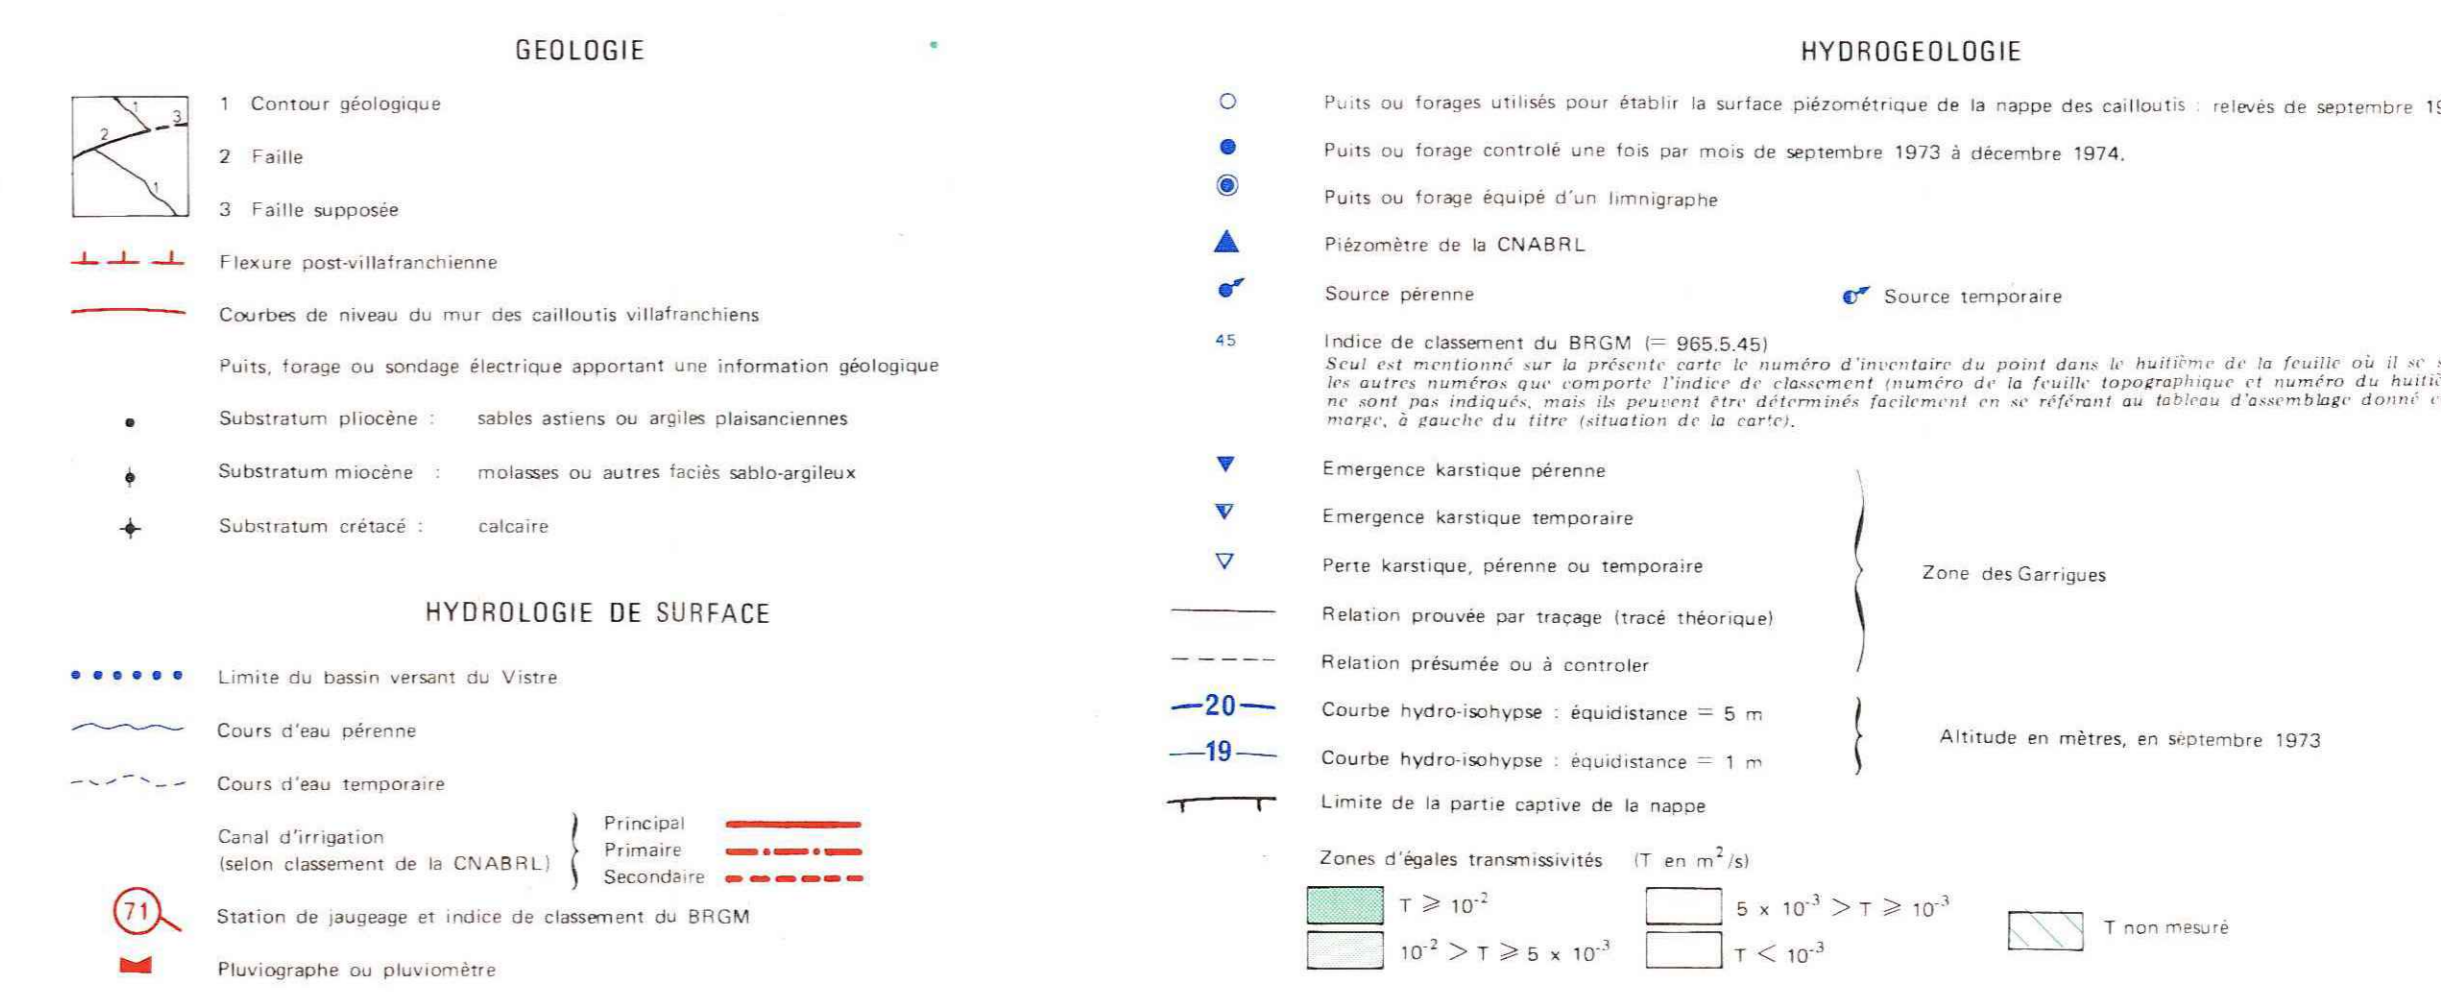 GEOLOGIE
1
2
3
1
1 Contour géologique
2 Faille
3 Faille supposée
Flexure post-villafranchienne
Courbes de niveau du mur des cailloutis villafranchiens
Puits, forage ou sondage électrique apportant une information géologique
Substratum pliocène : sables astiens ou argiles plaisanciennes
Substratum miocène : molasses ou autres faciès sablo-argileux
Substratum crétacé : calcaire
HYDROLOGIE DE SURFACE
Limite du bassin versant du Vistre
Cours d'eau pérenne
Cours d'eau temporaire
Canal d'irrigation
(selon classement de la CNABRL)
Principal
Primaire
Secondaire
71 Station de jaugeage et indice de classement du BRGM
Pluviographe ou pluviomètre
HYDROGEOLOGIE
Puits ou forages utilisés pour établir la surface piézométrique de la nappe des cailloutis : relevés de septembre
Puits ou forage controlé une fois par mois de septembre 1973 à décembre 1974.
Puits ou forage équipé d'un limnigraphe
Piézomètre de la CNABRL
Source pérenne
Source temporaire
45 Indice de classement du BRGM (= 965.5.45)
Seul est mentionné sur la présente carte le numéro d'inventaire du point dans le huitième de la feuille où il se
les autres numéros que comporte l'indice de classement (numéro de la feuille topographique et numéro du
ne sont pas indiqués, mais ils peuvent être déterminés facilement en se référant au tableau d'assemblage donné
marge, à gauche du titre (situation de la carte).
Emergence karstique pérenne
Emergence karstique temporaire
Perte karstique, pérenne ou temporaire
Relation prouvée par traçage (tracé théorique)
Relation présumée ou à controler
Zone des Garrigues
20 Courbe hydro-isohypse : équidistance = 5 m
19 Courbe hydro-isohypse : équidistance = 1 m
Altitude en mètres, en septembre 1973
Limite de la partie captive de la nappe
Zones d'égales transmissivités (T en m²/s)
T ⩾ 10⁻²
10⁻² > T ⩾ 5 x 10⁻³
5 x 10⁻³ > T ⩾ 10⁻³
T < 10⁻³
T non mesuré